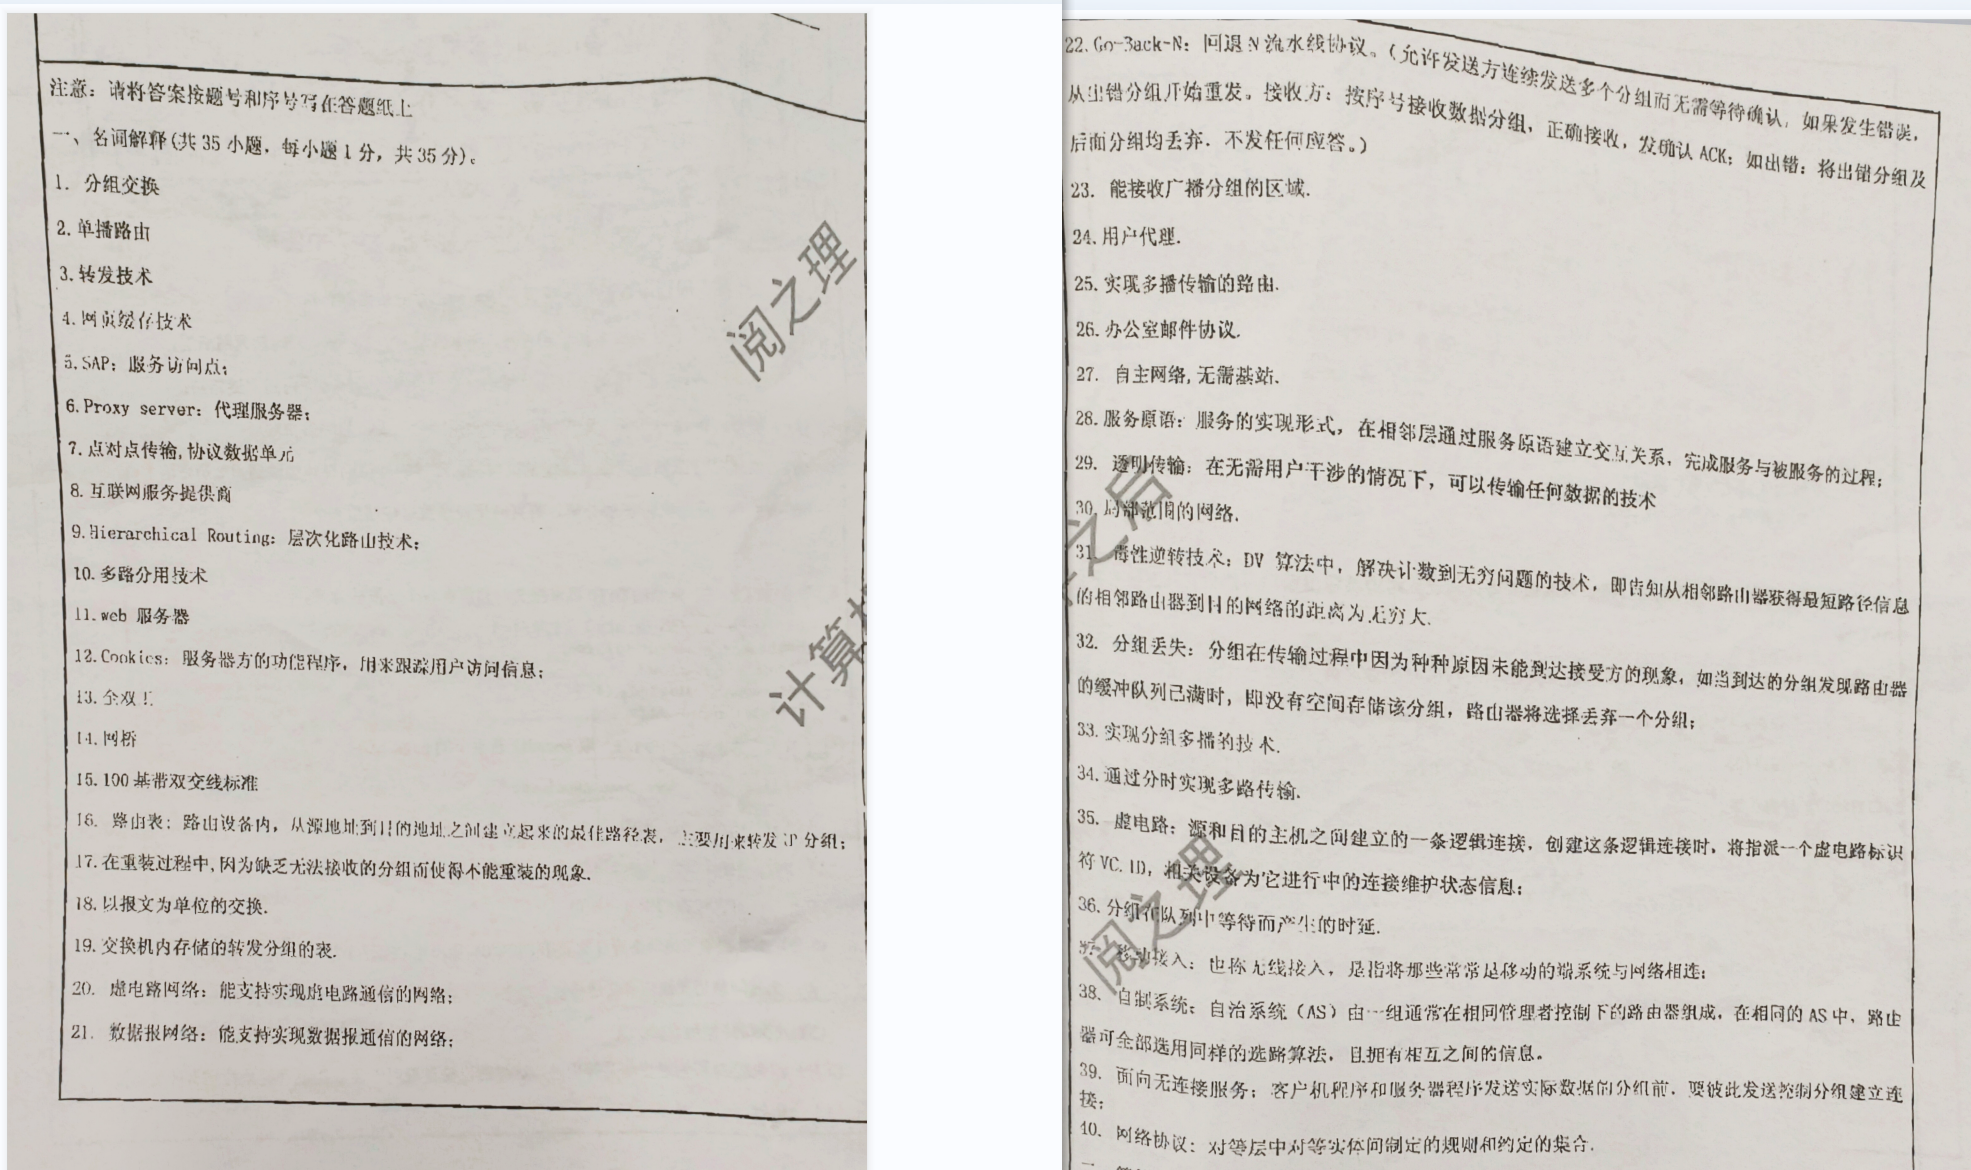 注意：请将答案按题号和序号写在答题纸上
一、名词解释(共35小题，每小题1分，共35分)。
1. 分组交换
2.单播路由
3.转发技术
4.网页缓存技术
5.SAP：服务访问点；
6.Proxy server：代理服务器；
7.点对点传输,协议数据单元
8.互联网服务提供商
9.Hierarchical Routing：层次化路由技术；
10.多路分用技术
11.web 服务器
12.Cookies：服务器方的功能程序，用来跟踪用户访问信息；
13.全双工
14.网桥
15.100基带双交线标准
16. 路由表：路由设备内，从源地址到目的地址之间建立起来的最佳路径表，主要用来转发 IP 分组；
17.在重装过程中,因为缺乏无法接收的分组而使得不能重装的现象.
18.以报文为单位的交换.
19.交换机内存储的转发分组的表.
20. 虚电路网络：能支持实现虚电路通信的网络；
21. 数据报网络：能支持实现数据报通信的网络；
阅之理
计算
22.Go-Back-N：回退 N 流水线协议。（允许发送方连续发送多个分组而无需等待确认，如果发生错误，
从出错分组开始重发。接收方：按序号接收数据分组，正确接收，发确认 ACK；如出错：将出错分组及
后面分组均丢弃．不发任何应答。）
23. 能接收广播分组的区域.
24.用户代理.
25.实现多播传输的路由.
26.办公室邮件协议.
27. 自主网络,无需基站.
28.服务原语：服务的实现形式，在相邻层通过服务原语建立交互关系，完成服务与被服务的过程；
29. 透明传输：在无需用户干涉的情况下，可以传输任何数据的技术
30.局部范围的网络.
31. 毒性逆转技术：DV 算法中，解决计数到无穷问题的技术，即告知从相邻路由器获得最短路径信息
的相邻路由器到目的网络的距离为无穷大.
32. 分组丢失：分组在传输过程中因为种种原因未能到达接受方的现象，如当到达的分组发现路由器
的缓冲队列已满时，即没有空间存储该分组，路由器将选择丢弃一个分组；
33.实现分组多播的技术.
34.通过分时实现多路传输.
35. 虚电路：源和目的主机之间建立的一条逻辑连接，创建这条逻辑连接时，将指派一个虚电路标识
符VC.ID，相关设备为它进行中的连接维护状态信息；
36.分组在队列中等待而产生的时延.
37. 移动接入：也称无线接入，是指将那些常常是移动的端系统与网络相连；
38. 自制系统：自治系统（AS）由一组通常在相同管理者控制下的路由器组成，在相同的 AS 中，路由
器可全部选用同样的选路算法，且拥有相互之间的信息。
39. 面向无连接服务：客户机程序和服务器程序发送实际数据的分组前，要彼此发送控制分组建立连
接；
40. 网络协议：对等层中对等实体间制定的规则和约定的集合.
之后
阅之理